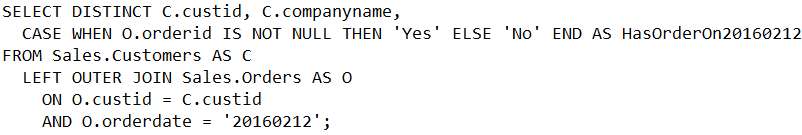 SELECT DISTINCT C.custid, C.companyname,
  CASE WHEN O.orderid IS NOT NULL THEN 'Yes' ELSE 'No' END AS HasOrderOn20160212
FROM Sales.Customers AS C
  LEFT OUTER JOIN Sales.Orders AS O
    ON O.custid = C.custid
    AND O.orderdate = '20160212';